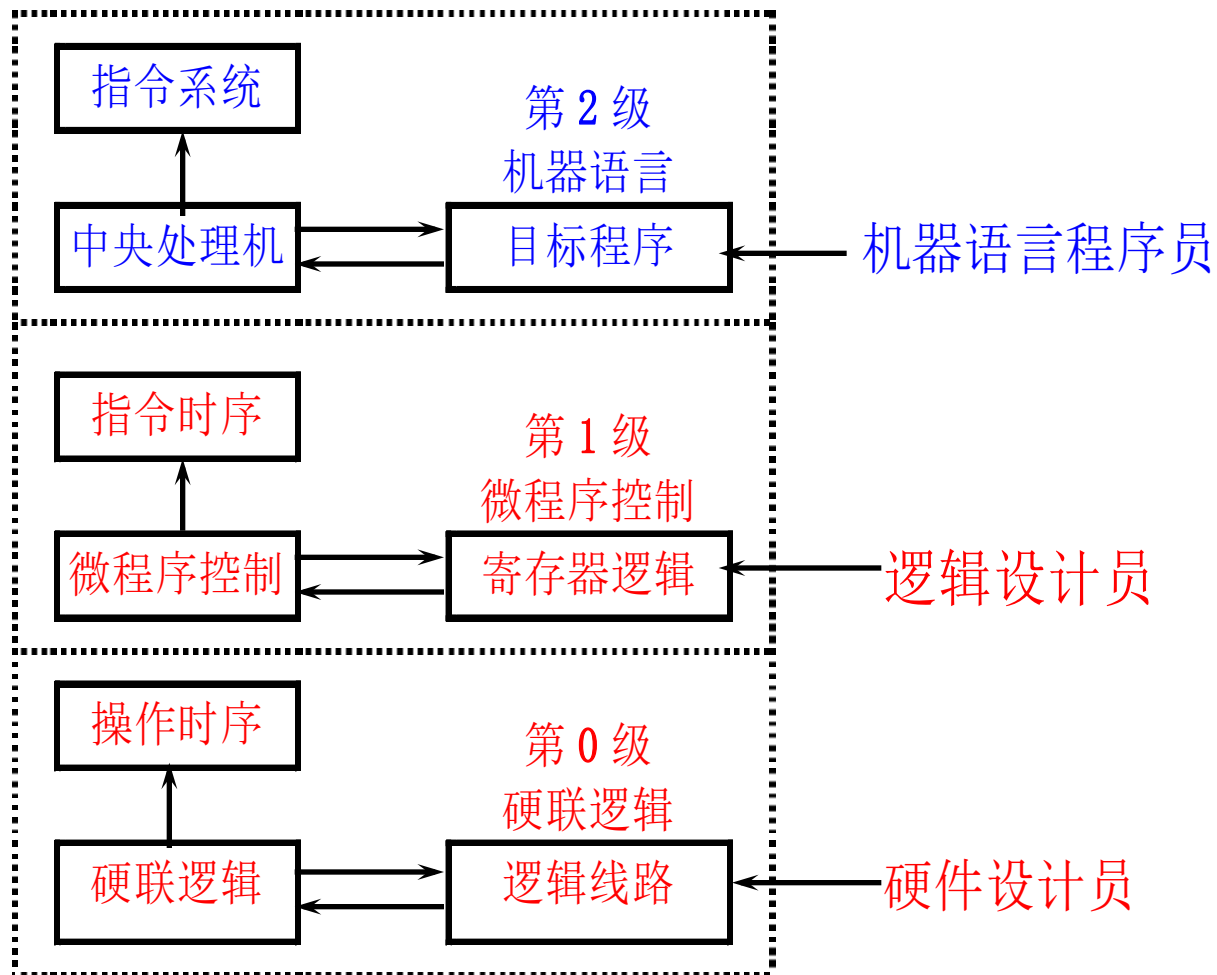 指令系统
第 2 级
机器语言
中央处理机
目标程序
机器语言程序员
指令时序
第 1 级
微程序控制
微程序控制
寄存器逻辑
逻辑设计员
操作时序
第 0 级
硬联逻辑
硬联逻辑
逻辑线路
硬件设计员